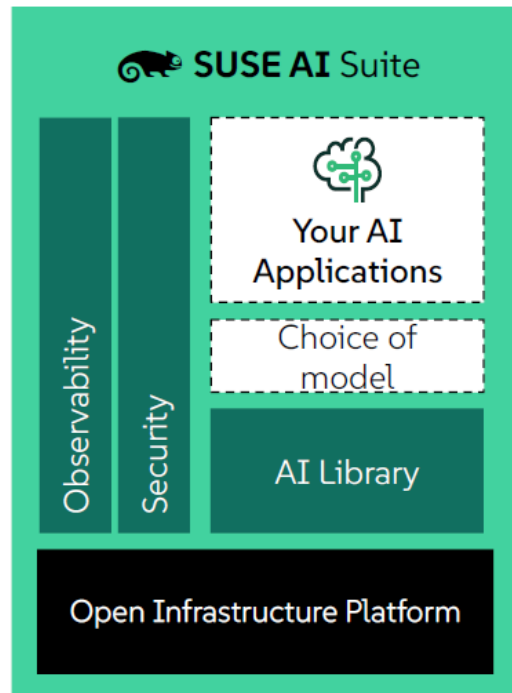 SUSE AI Suite
Observability
Security
Your AI
Applications
Choice of
model
AI Library
Open Infrastructure Platform